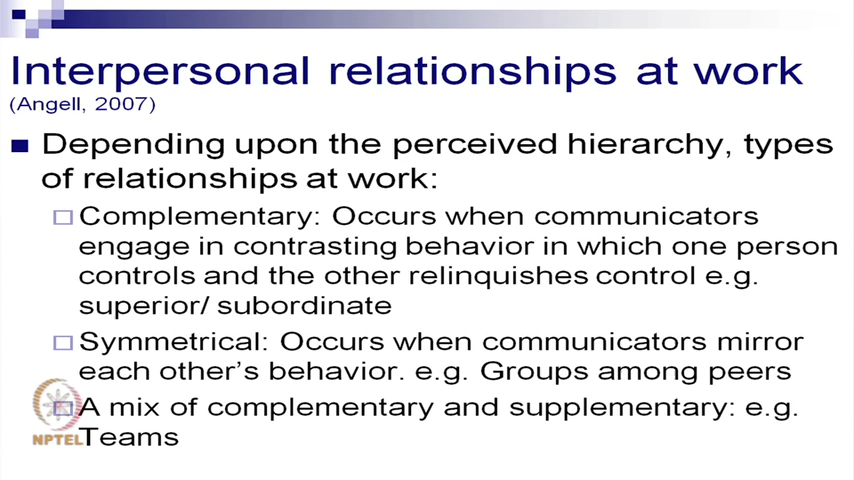 Interpersonal relationships at work
(Angell, 2007)
Depending upon the perceived hierarchy, types
of relationships at work:
Complementary: Occurs when communicators
engage in contrasting behavior in which one person
controls and the other relinquishes control e.g.
superior/ subordinate
Symmetrical: Occurs when communicators mirror
each other's behavior. e.g. Groups among peers
A mix of complementary and supplementary: e.g.
Teams
NPTEL